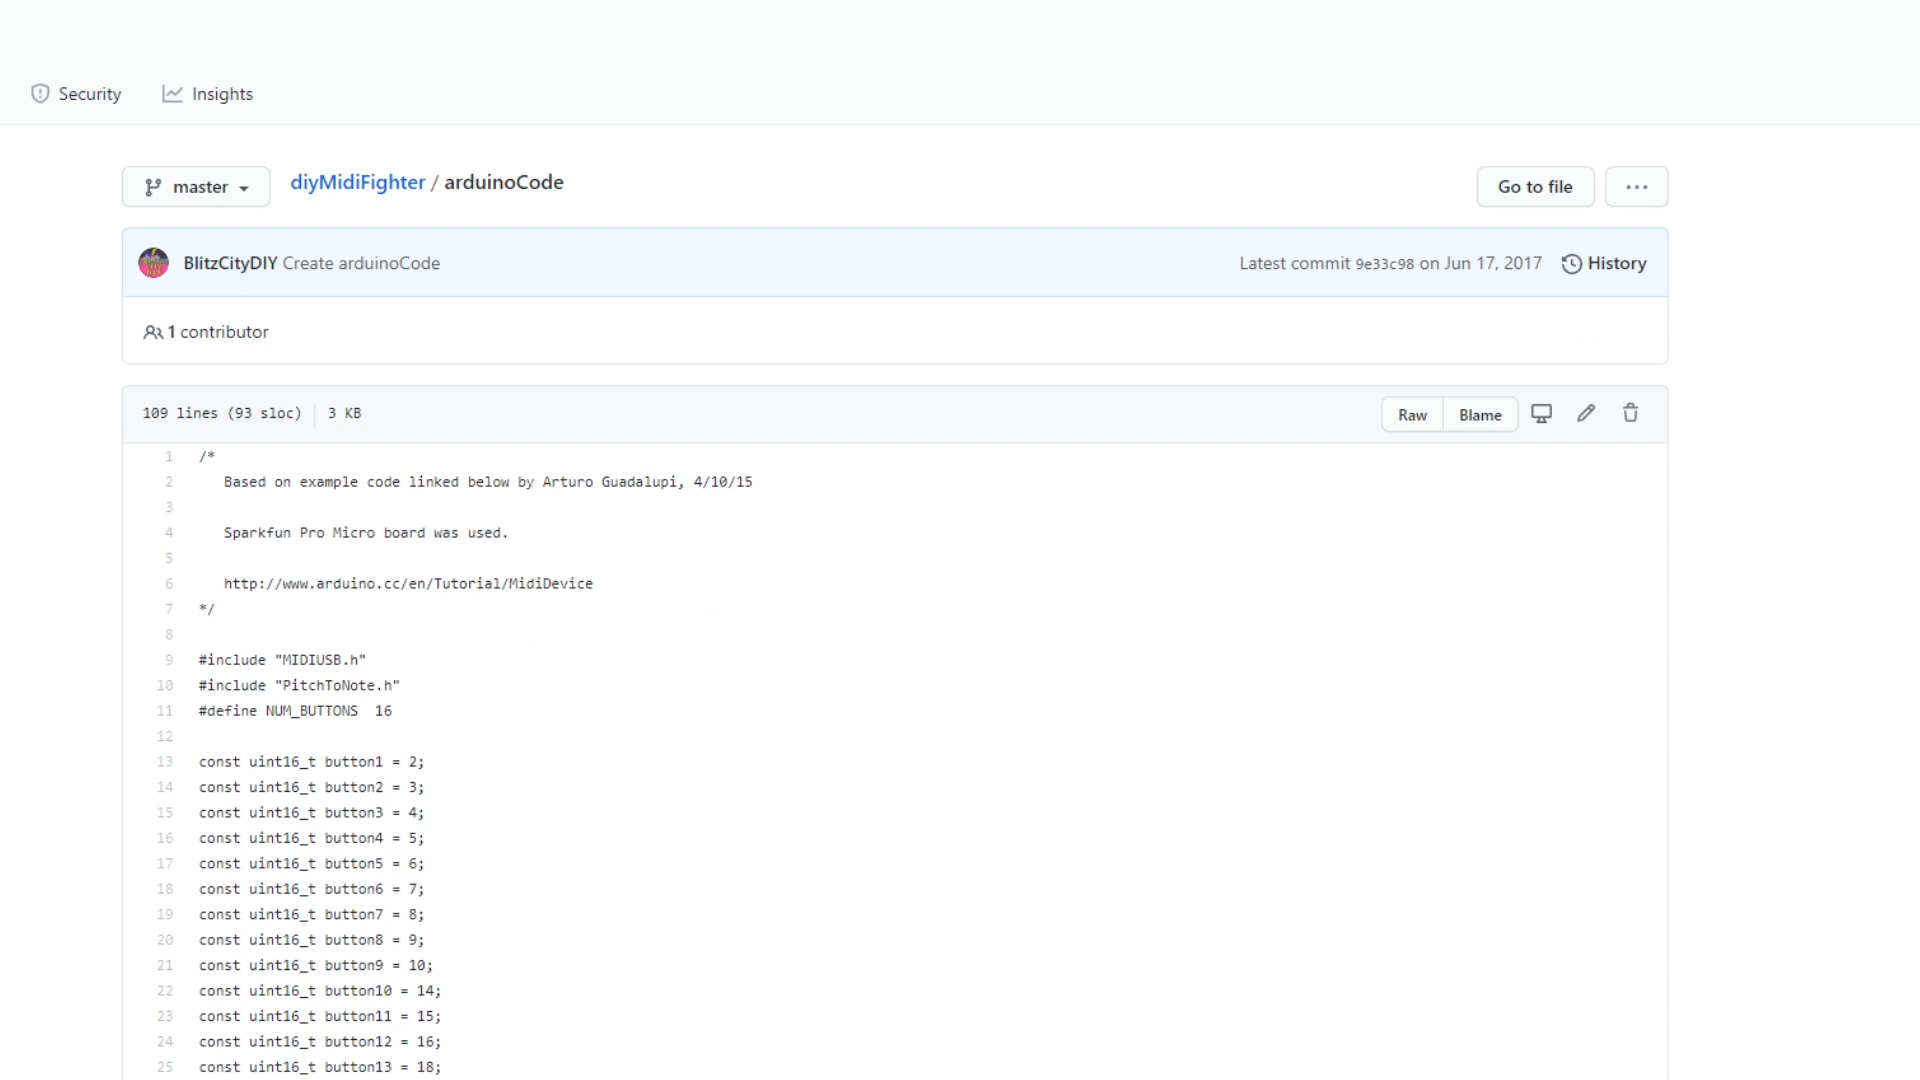 Security Insights
master diyMidiFighter / arduinoCode Go to file ...
BlitzCityDIY Create arduinoCode Latest commit 9e33c98 on Jun 17, 2017 History
1 contributor
109 lines (93 sloc) 3 KB Raw Blame
1 /*
2 Based on example code linked below by Arturo Guadalupi, 4/10/15
3
4 Sparkfun Pro Micro board was used.
5
6 http://www.arduino.cc/en/Tutorial/MidiDevice
7 */
8
9 #include "MIDIUSB.h"
10 #include "PitchToNote.h"
11 #define NUM_BUTTONS  16
12
13 const uint16_t button1 = 2;
14 const uint16_t button2 = 3;
15 const uint16_t button3 = 4;
16 const uint16_t button4 = 5;
17 const uint16_t button5 = 6;
18 const uint16_t button6 = 7;
19 const uint16_t button7 = 8;
20 const uint16_t button8 = 9;
21 const uint16_t button9 = 10;
22 const uint16_t button10 = 14;
23 const uint16_t button11 = 15;
24 const uint16_t button12 = 16;
25 const uint16_t button13 = 18;